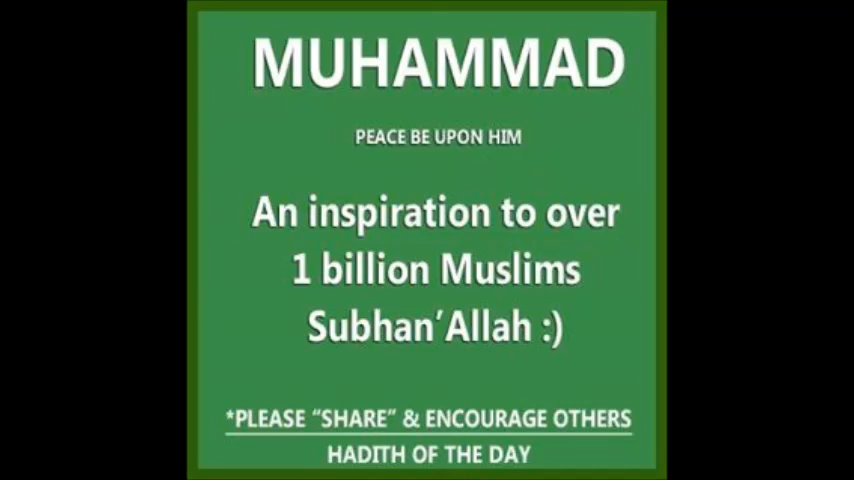 MUHAMMAD
PEACE BE UPON HIM
An inspiration to over
1 billion Muslims
Subhan'Allah :)
*PLEASE “SHARE” & ENCOURAGE OTHERS
HADITH OF THE DAY